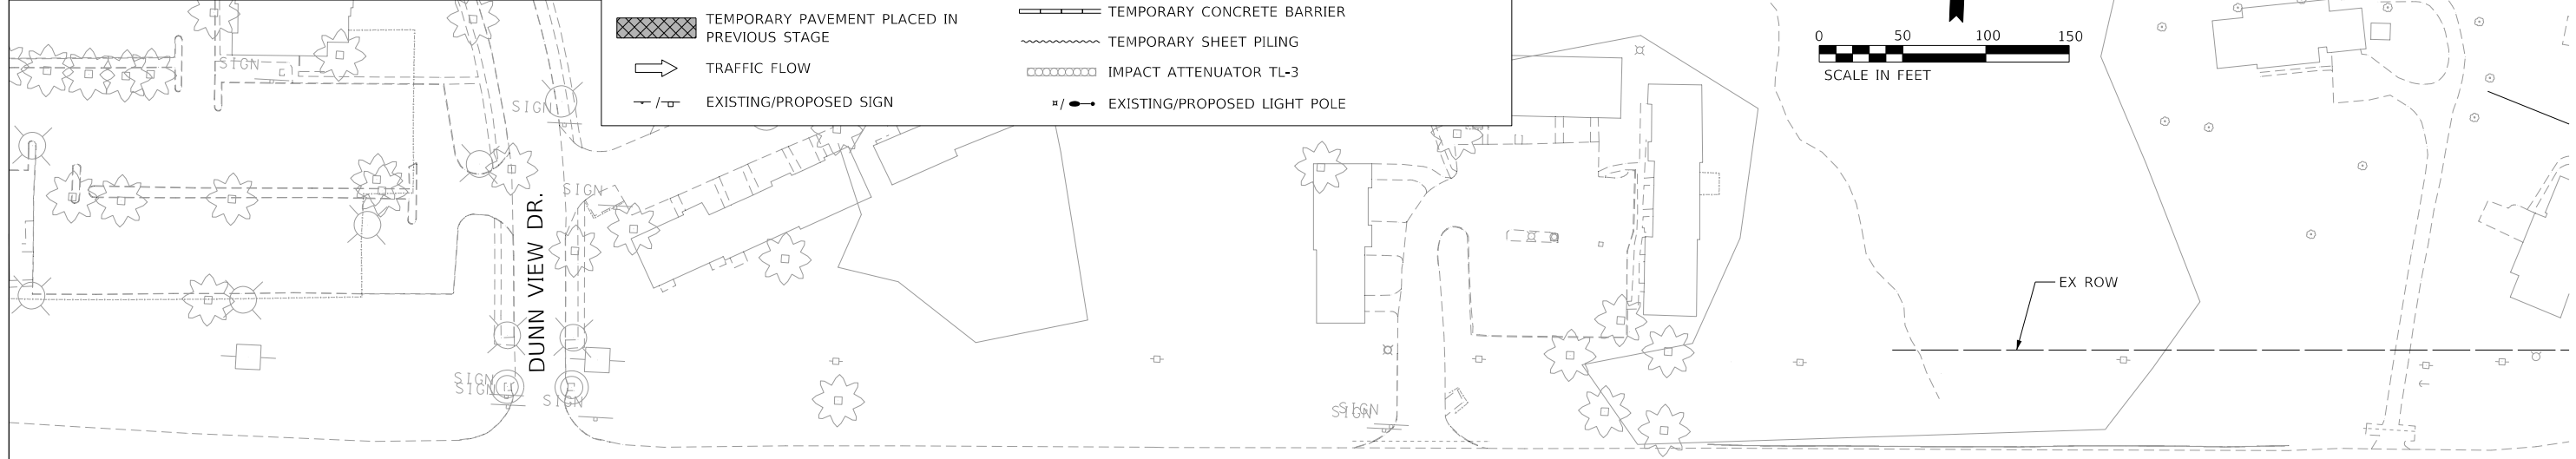 TEMPORARY PAVEMENT PLACED IN
PREVIOUS STAGE
TRAFFIC FLOW
EXISTING/PROPOSED SIGN
TEMPORARY CONCRETE BARRIER
TEMPORARY SHEET PILING
IMPACT ATTENUATOR TL-3
EXISTING/PROPOSED LIGHT POLE
0 50 100 150
SCALE IN FEET
SIGN
SIGN
SIGN
DUNN VIEW DR.
EX ROW
SIGN
SIGN
SIGN
SIGN
SIGN